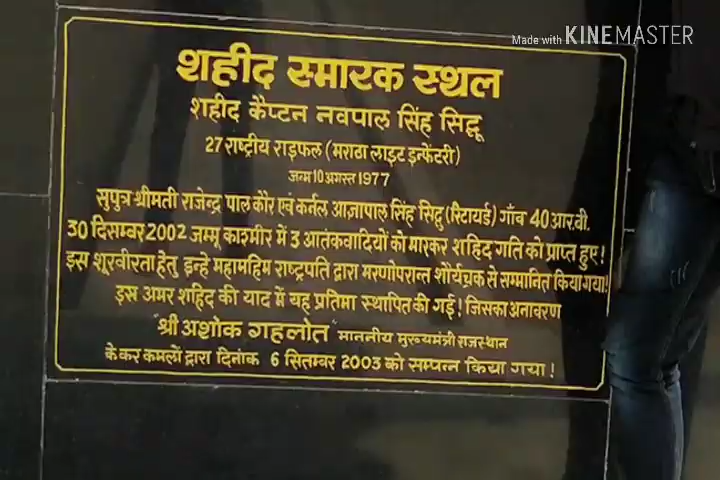 Made with KINEMASTER
शहीद स्मारक स्थल
शहीद कैप्टन नवपाल सिंह सिद्धू
27 राष्ट्रीय राइफल (मराठा लाइट इन्फेंटरी)
जन्म 10 अगस्त 1977
सुपुत्र श्रीमती राजेन्द्र पाल कौर एवं कर्नल आज्ञापाल सिंह सिद्धु (रिटायर्ड) गाँव 40 आर.बी.
30 दिसम्बर 2002 जम्मू काश्मीर में 3 आतंकवादियों को मारकर शहिद गति को प्राप्त हुए!
इस शूरवीरता हेतु इन्हे महामहिम राष्ट्रपति द्वारा मरणोपरान्त शौर्यचक्र से सम्मानित किया गया!
इस अमर शहिद की याद में यह प्रतिमा स्थापित की गई! जिसका अनावरण
श्री अशोक गहलोत माननीय मुख्यमंत्री राजस्थान
के कर कमलों द्वारा दिनांक 6 सितम्बर 2003 को सम्पन्न किया गया!